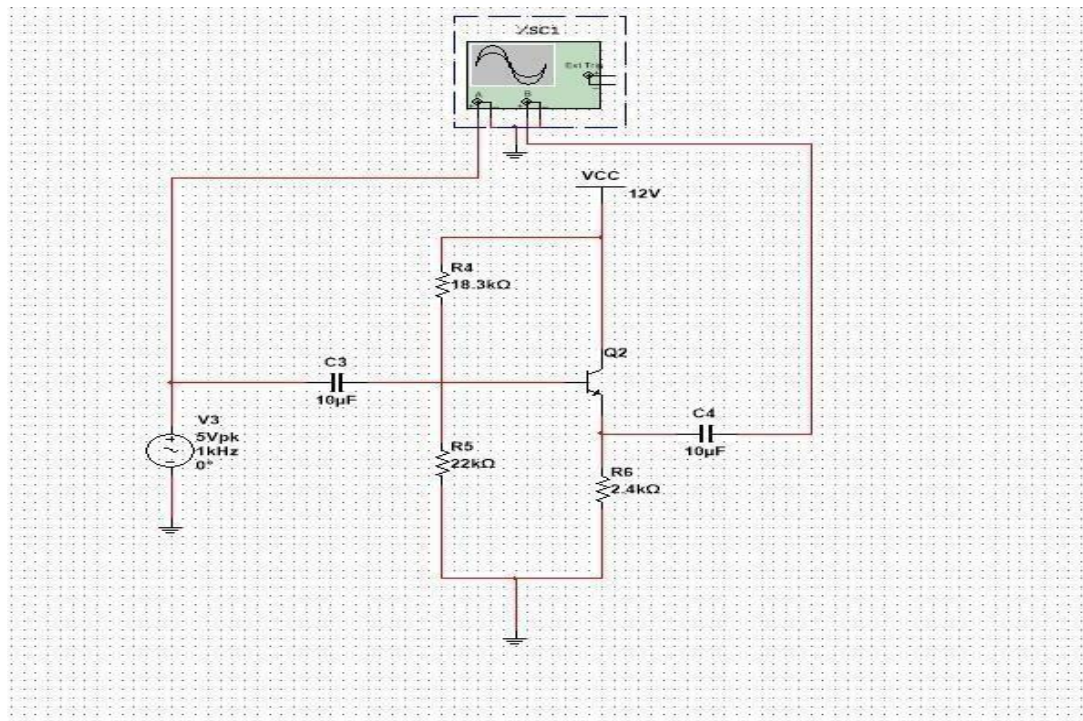 XSC1
Ext Trig
A
B
VCC
12V
R4
18.3kΩ
Q2
C3
10µF
V3
5Vpk
1kHz
0°
R5
22kΩ
C4
10µF
R6
2.4kΩ